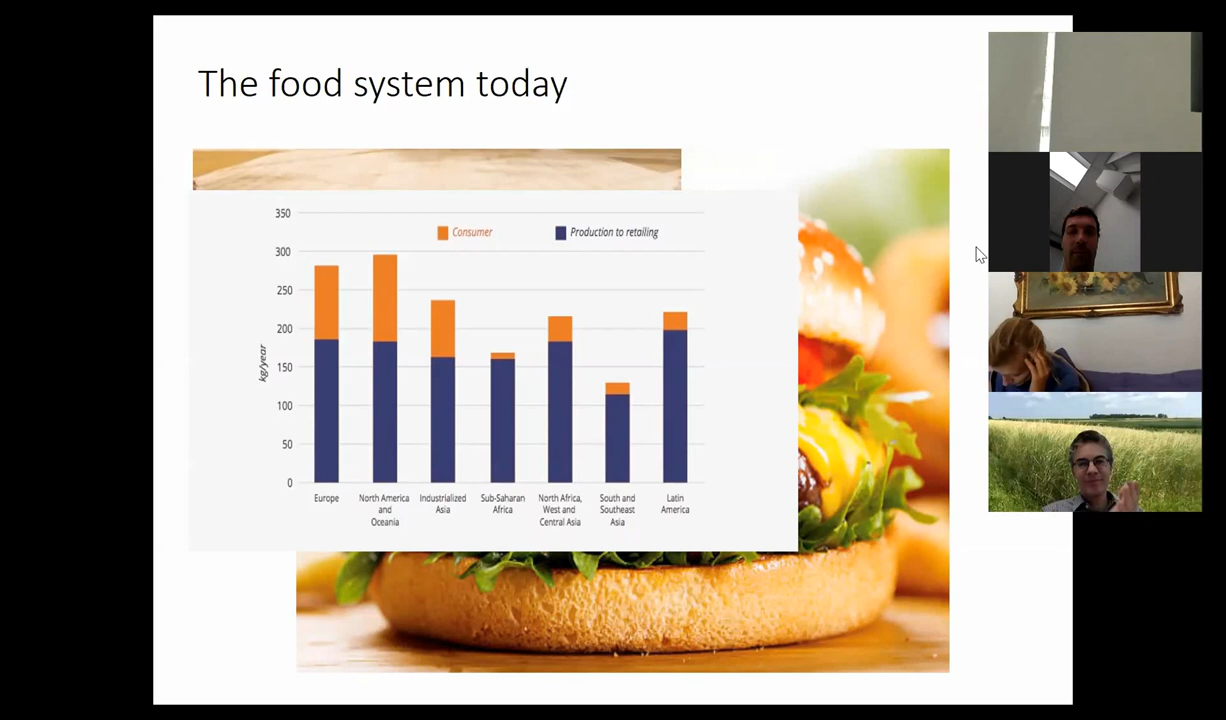 The food system today
350
300
250
200
150
100
50
0
kg/year
Consumer
Production to retailing
Europe
North America
and
Oceania
Industrialized
Asia
Sub-Saharan
Africa
North Africa,
West and
Central Asia
South and
Southeast
Asia
Latin
America